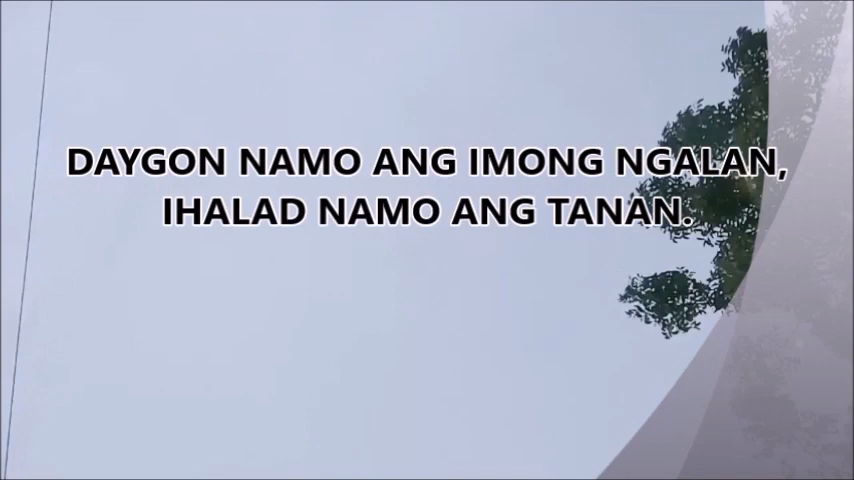 DAYGON NAMO ANG IMONG NGALAN,
IHALAD NAMO ANG TANAN.